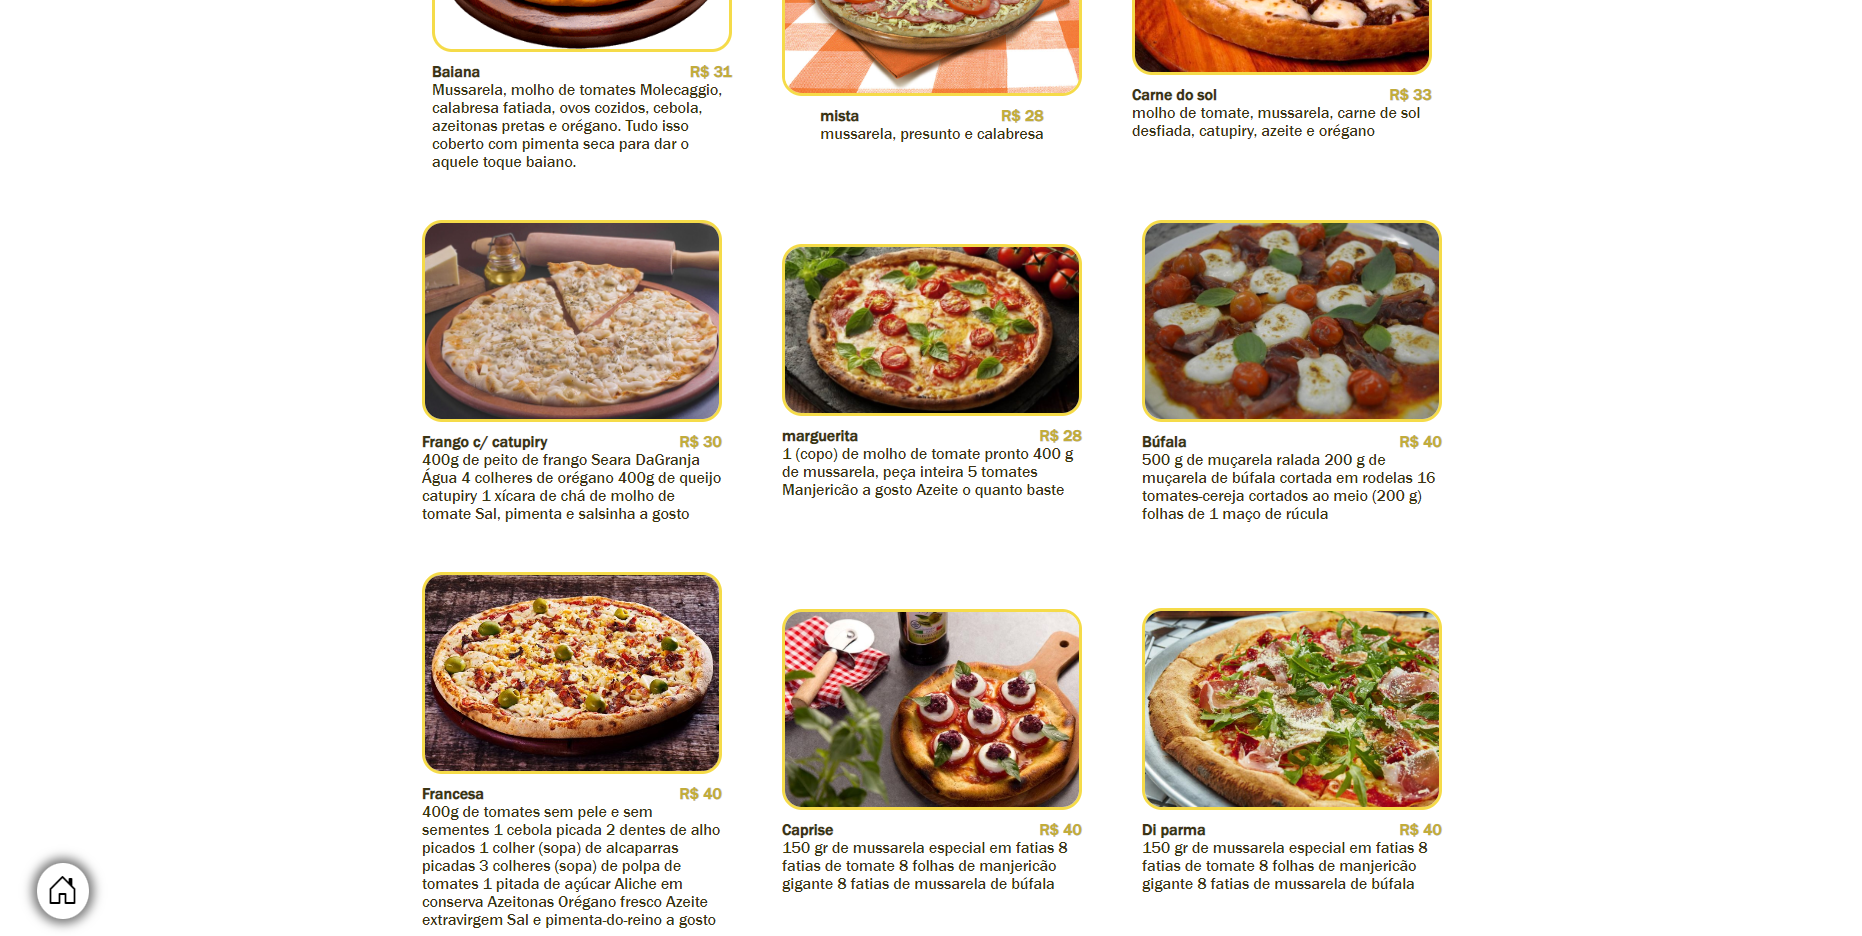 Baiana R$ 31
Mussarela, molho de tomates Molecaggio,
calabresa fatiada, ovos cozidos, cebola,
azeitonas pretas e orégano. Tudo isso
coberto com pimenta seca para dar o
aquele toque baiano.
mista R$ 28
mussarela, presunto e calabresa
Carne do sol R$ 33
molho de tomate, mussarela, carne de sol
desfiada, catupiry, azeite e orégano
Frango c/ catupiry R$ 30
400g de peito de frango Seara DaGranja
Água 4 colheres de orégano 400g de queijo
catupiry 1 xícara de chá de molho de
tomate Sal, pimenta e salsinha a gosto
marguerita R$ 28
1 (copo) de molho de tomate pronto 400 g
de mussarela, peça inteira 5 tomates
Manjericão a gosto Azeite o quanto baste
Búfala R$ 40
500 g de muçarela ralada 200 g de
muçarela de búfala cortada em rodelas 16
tomates-cereja cortados ao meio (200 g)
folhas de 1 maço de rúcula
Francesa R$ 40
400g de tomates sem pele e sem
sementes 1 cebola picada 2 dentes de alho
picados 1 colher (sopa) de alcaparras
picadas 3 colheres (sopa) de polpa de
tomates 1 pitada de açúcar Aliche em
conserva Azeitonas Orégano fresco Azeite
extravirgem Sal e pimenta-do-reino a gosto
Caprise R$ 40
150 gr de mussarela especial em fatias 8
fatias de tomate 8 folhas de manjericão
gigante 8 fatias de mussarela de búfala
Di parma R$ 40
150 gr de mussarela especial em fatias 8
fatias de tomate 8 folhas de manjericão
gigante 8 fatias de mussarela de búfala